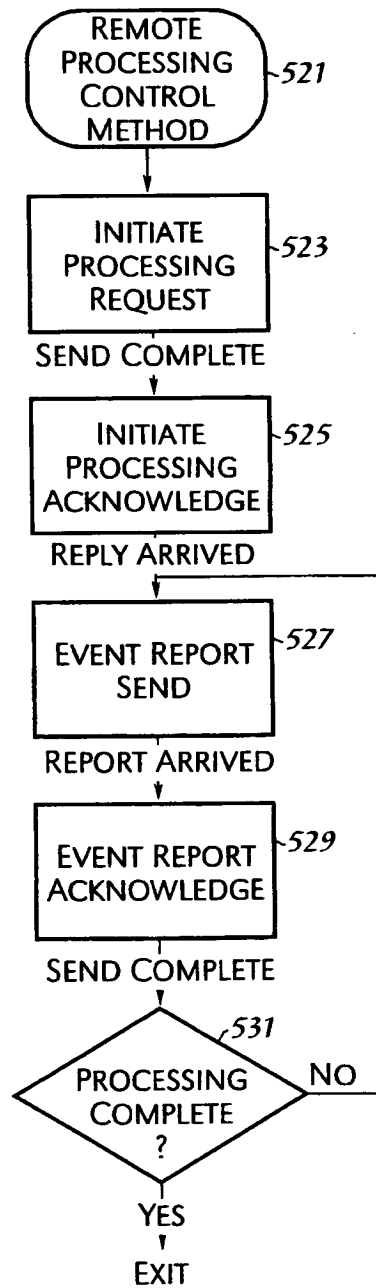 REMOTE
PROCESSING
CONTROL
METHOD
521
INITIATE
PROCESSING
REQUEST
523
SEND COMPLETE
INITIATE
PROCESSING
ACKNOWLEDGE
525
REPLY ARRIVED
EVENT REPORT
SEND
527
REPORT ARRIVED
EVENT REPORT
ACKNOWLEDGE
529
SEND COMPLETE
531
PROCESSING
COMPLETE
?
NO
YES
EXIT